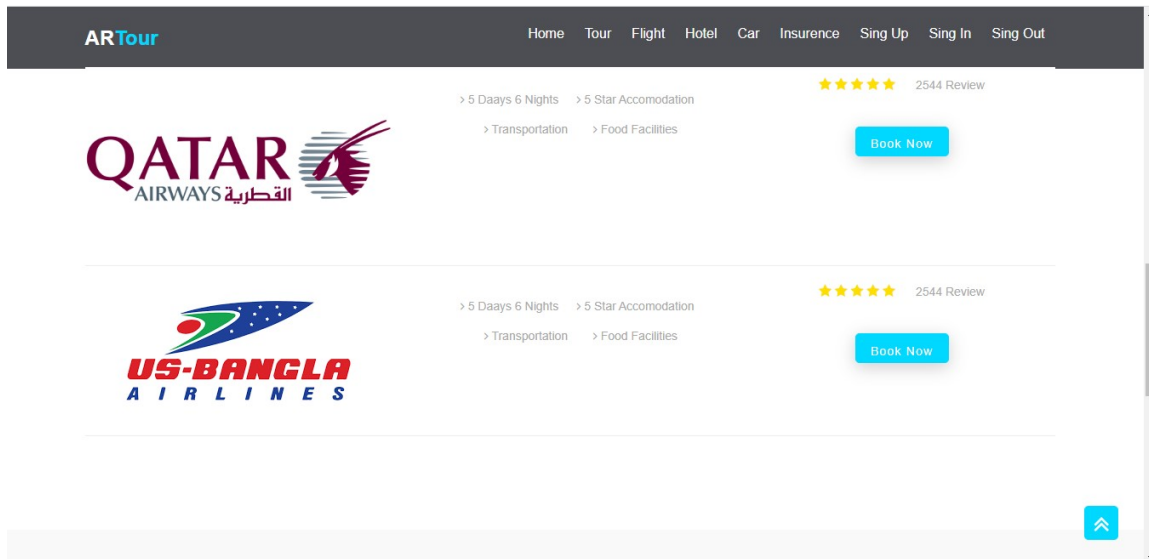 ARTour Home Tour Flight Hotel Car Insurence Sing Up Sing In Sing Out
> 5 Daays 6 Nights > 5 Star Accomodation
> Transportation > Food Facilities
2544 Review
Book Now
QATAR
AIRWAYS القطرية
> 5 Daays 6 Nights > 5 Star Accomodation
> Transportation > Food Facilities
2544 Review
Book Now
US-BANGLA
AIRLINES